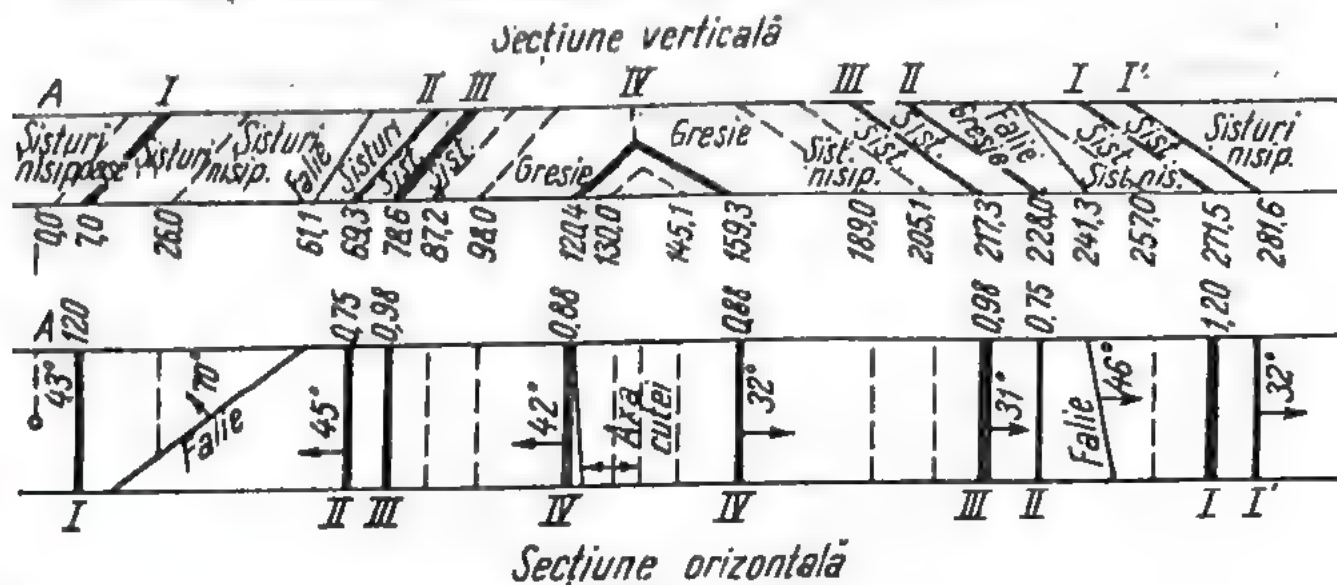 Secțiune verticală
A I II III IV III II I I'
Sisturi nisipoase Sisturi Sisturi nisip. Falie Sisturi Sist. Sist. Gresie Gresie Sist. nisip. Sist. Gresie Falie Sist. Sist. nis. Sist. Sisturi nisip.
0,0 7,0 26,0 61,1 69,3 78,6 87,2 98,0 120,4 130,0 145,1 159,3 189,0 205,1 217,3 228,0 241,3 257,0 271,5 281,6
A 120 0,75 0,98 0,88 0,88 0,98 0,75 1,20
43° 70° Falie 45° 42° Axa cutei 32° 31° Falie 46° 32°
I II III IV IV III II I I'
Secțiune orizontală